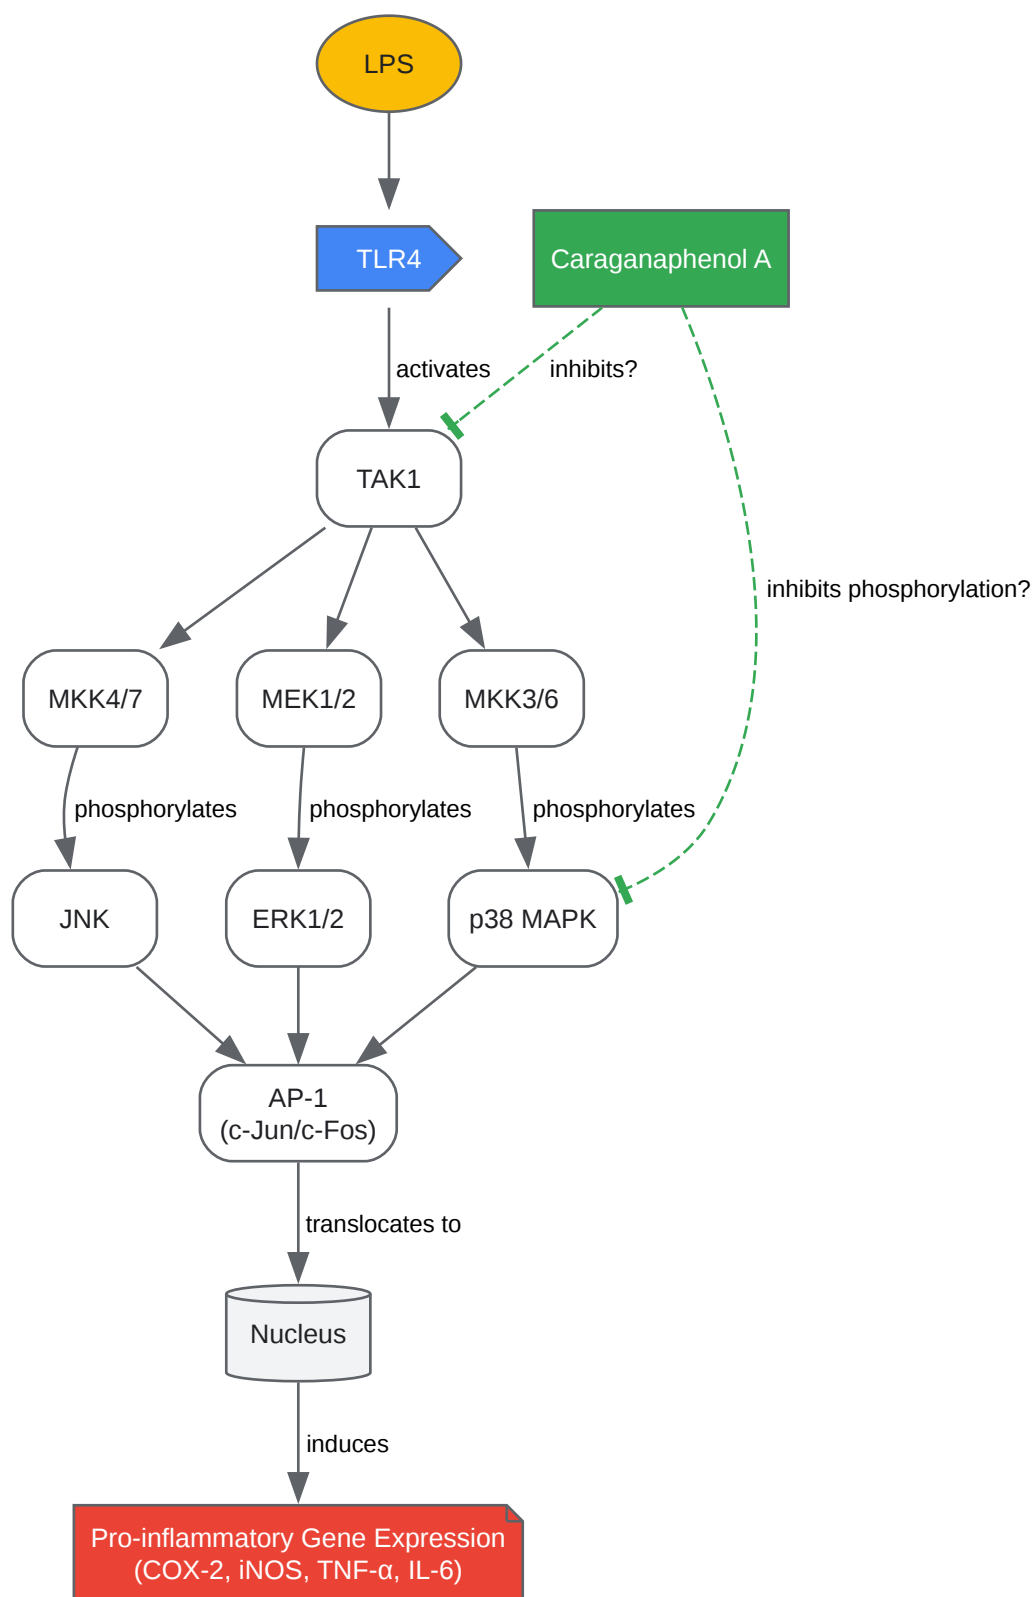 LPS
TLR4
Caraganaphenol A
activates
inhibits?
TAK1
inhibits phosphorylation?
MKK4/7
MEK1/2
MKK3/6
phosphorylates
phosphorylates
phosphorylates
JNK
ERK1/2
p38 MAPK
AP-1
(c-Jun/c-Fos)
translocates to
Nucleus
induces
Pro-inflammatory Gene Expression
(COX-2, iNOS, TNF-α, IL-6)